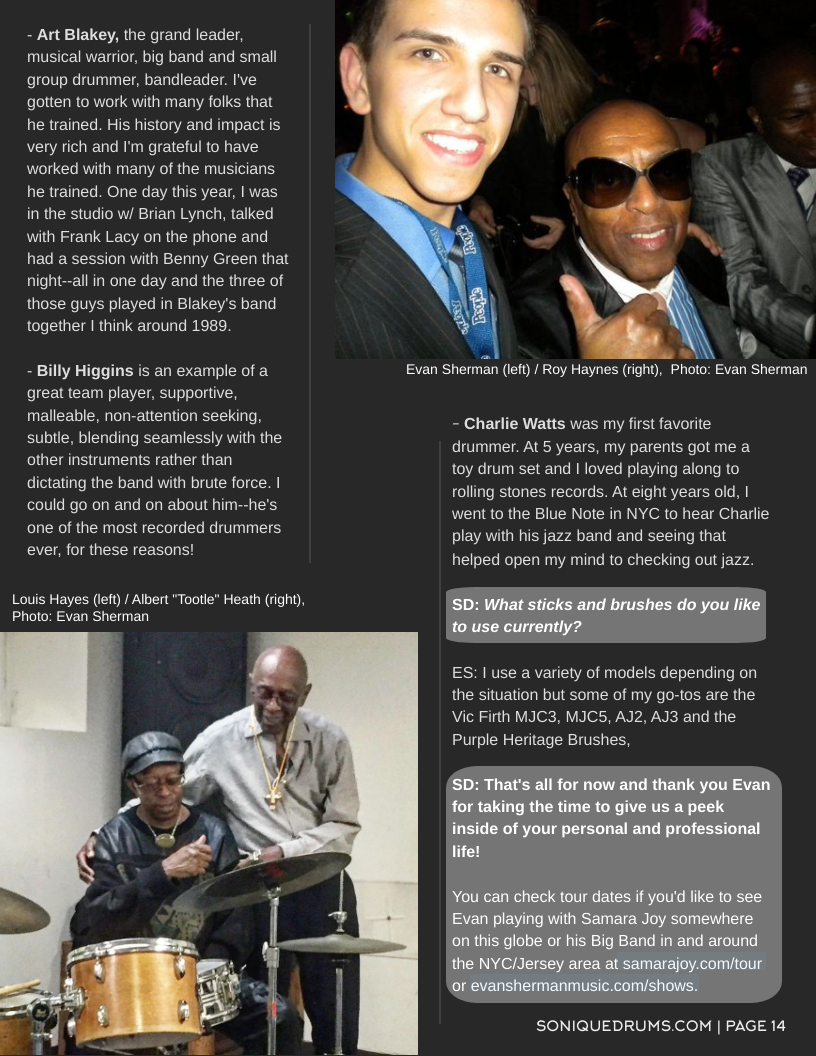 - Art Blakey, the grand leader,
musical warrior, big band and small
group drummer, bandleader. I've
gotten to work with many folks that
he trained. His history and impact is
very rich and I'm grateful to have
worked with many of the musicians
he trained. One day this year, I was
in the studio w/ Brian Lynch, talked
with Frank Lacy on the phone and
had a session with Benny Green that
night--all in one day and the three of
those guys played in Blakey's band
together I think around 1989.
- Billy Higgins is an example of a
great team player, supportive,
malleable, non-attention seeking,
subtle, blending seamlessly with the
other instruments rather than
dictating the band with brute force. I
could go on and on about him--he's
one of the most recorded drummers
ever, for these reasons!
Louis Hayes (left) / Albert "Tootle" Heath (right),
Photo: Evan Sherman
People
People
Evan Sherman (left) / Roy Haynes (right),  Photo: Evan Sherman
- Charlie Watts was my first favorite
drummer. At 5 years, my parents got me a
toy drum set and I loved playing along to
rolling stones records. At eight years old, I
went to the Blue Note in NYC to hear Charlie
play with his jazz band and seeing that
helped open my mind to checking out jazz.
SD: What sticks and brushes do you like
to use currently?
ES: I use a variety of models depending on
the situation but some of my go-tos are the
Vic Firth MJC3, MJC5, AJ2, AJ3 and the
Purple Heritage Brushes,
SD: That's all for now and thank you Evan
for taking the time to give us a peek
inside of your personal and professional
life!
You can check tour dates if you'd like to see
Evan playing with Samara Joy somewhere
on this globe or his Big Band in and around
the NYC/Jersey area at samarajoy.com/tour
or evanshermanmusic.com/shows.
SONIQUEDRUMS.COM | PAGE 14